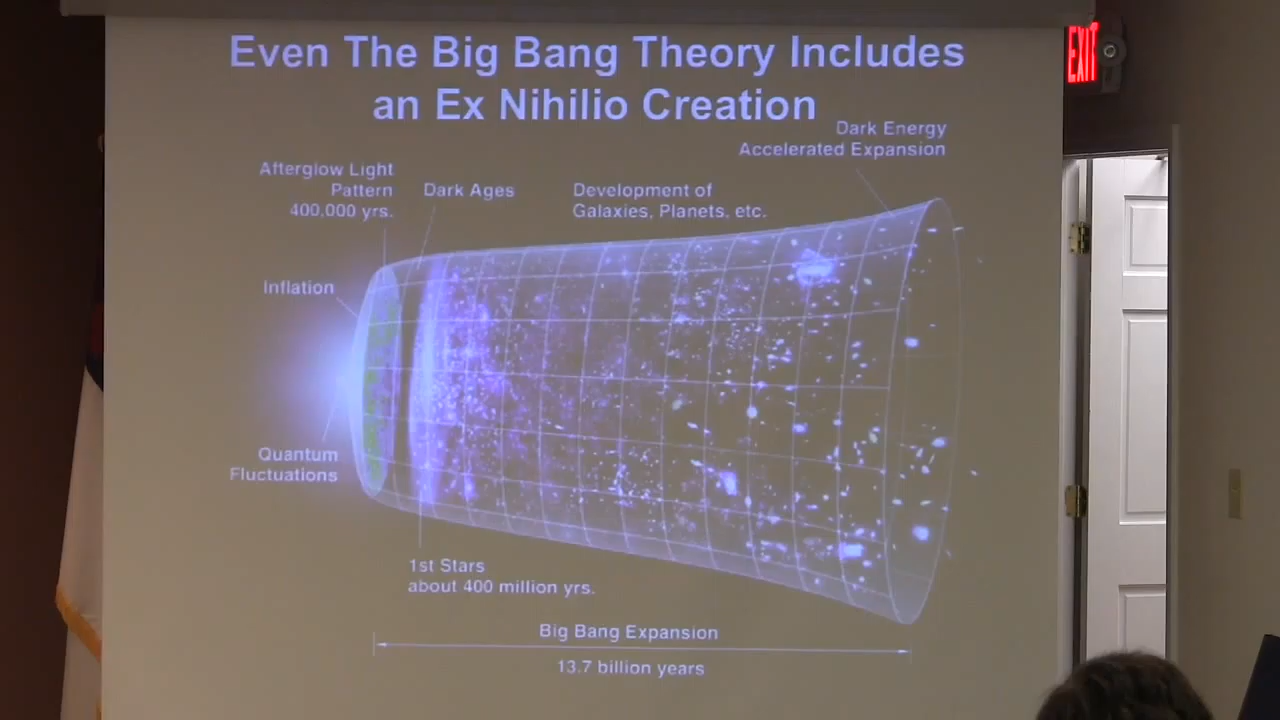 Even The Big Bang Theory Includes
an Ex Nihilio Creation
EXIT
Dark Energy
Accelerated Expansion
Afterglow Light
Pattern
400,000 yrs.
Dark Ages
Development of
Galaxies, Planets, etc.
Inflation
Quantum
Fluctuations
1st Stars
about 400 million yrs.
Big Bang Expansion
13.7 billion years